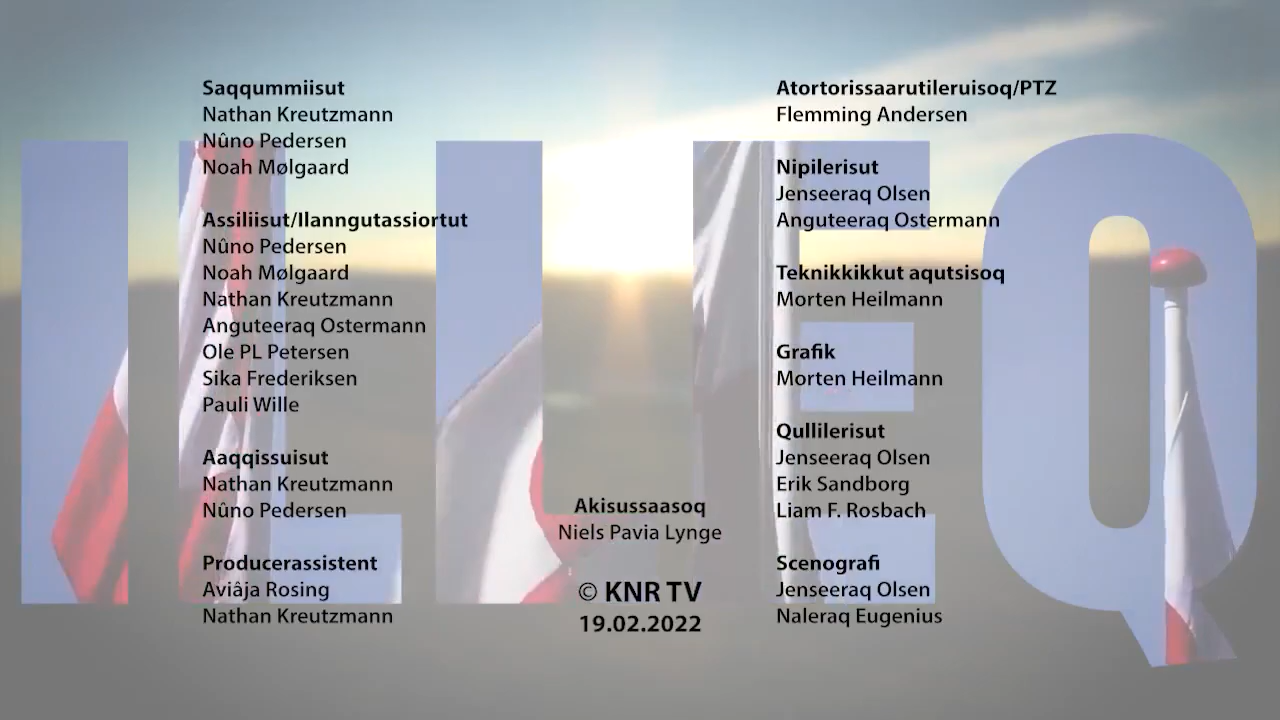 Saqqummiisut
Nathan Kreutzmann
Nûno Pedersen
Noah Mølgaard
Assiliisut/Ilanngutassiortut
Nûno Pedersen
Noah Mølgaard
Nathan Kreutzmann
Anguteeraq Ostermann
Ole PL Petersen
Sika Frederiksen
Pauli Wille
Aaqqissuisut
Nathan Kreutzmann
Nûno Pedersen
Producerassistent
Aviâja Rosing
Nathan Kreutzmann
Akisussaasoq
Niels Pavia Lynge
© KNR TV
19.02.2022
Atortorissaarutileruisoq/PTZ
Flemming Andersen
Nipilerisut
Jenseeraq Olsen
Anguteeraq Ostermann
Teknikkikkut aqutsisoq
Morten Heilmann
Grafik
Morten Heilmann
Qullilerisut
Jenseeraq Olsen
Erik Sandborg
Liam F. Rosbach
Scenografi
Jenseeraq Olsen
Naleraq Eugenius
ILLEQ